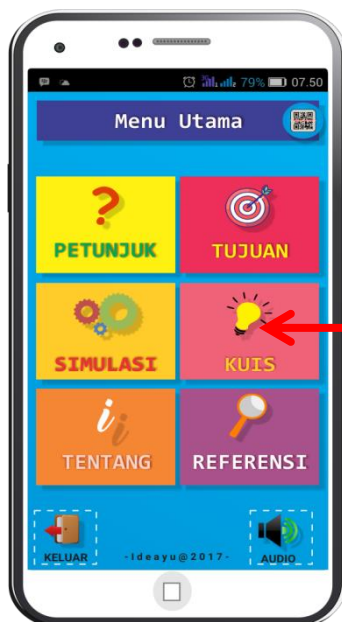 79% 07.50
Menu Utama
PETUNJUK TUJUAN
SIMULASI KUIS
TENTANG REFERENSI
KELUAR -Ideayu@2017- AUDIO